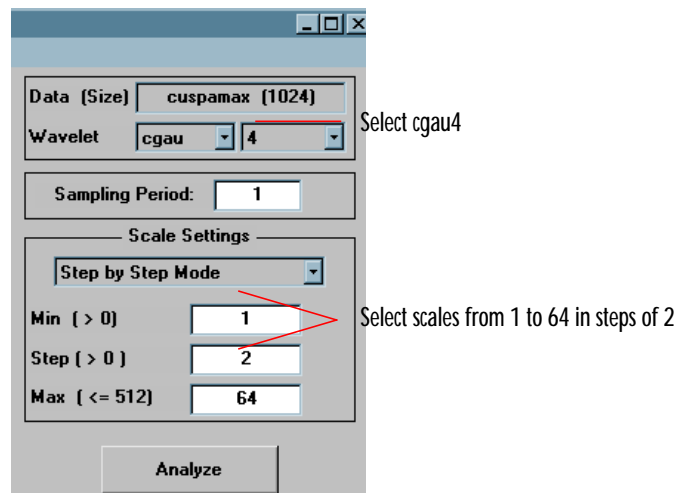 Data (Size) cuspamax (1024)
Wavelet cgau 4
Select cgau4
Sampling Period: 1
Scale Settings
Step by Step Mode
Min ( > 0) 1
Select scales from 1 to 64 in steps of 2
Step ( > 0 ) 2
Max ( <= 512) 64
Analyze